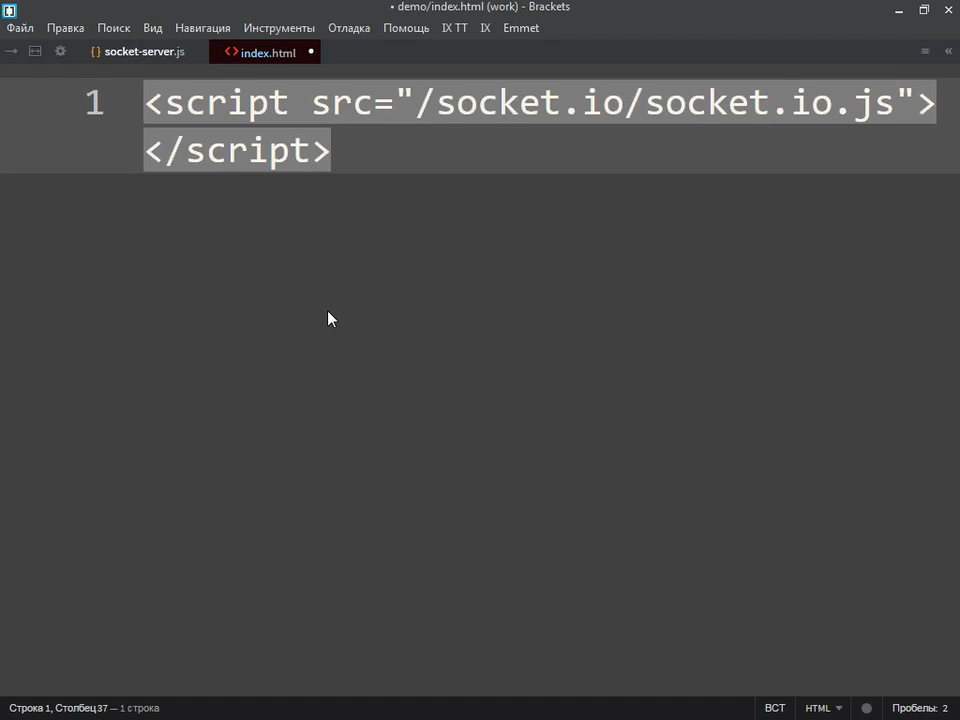 • demo/index.html (work) - Brackets
Файл Правка Поиск Вид Навигация Инструменты Отладка Помощь IX TT IX Emmet
{} socket-server.js <> index.html •
1 <script src="/socket.io/socket.io.js">
</script>
Строка 1, Столбец 37 — 1 строка ВСТ HTML Пробелы: 2